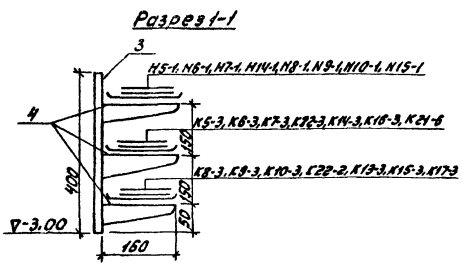 Разрез 1-1
3
Н5-1, Н6-1, Н7-1, Н14-1, Н8-1, Н9-1, Н10-1, Н15-1
4
К5-3, К6-3, К7-3, К22-3, К14-3, К16-3, К21-6
150
К8-3, К9-3, К10-3, К22-2, К13-3, К15-3, К17-3
400
150
50
∇-3.00
160